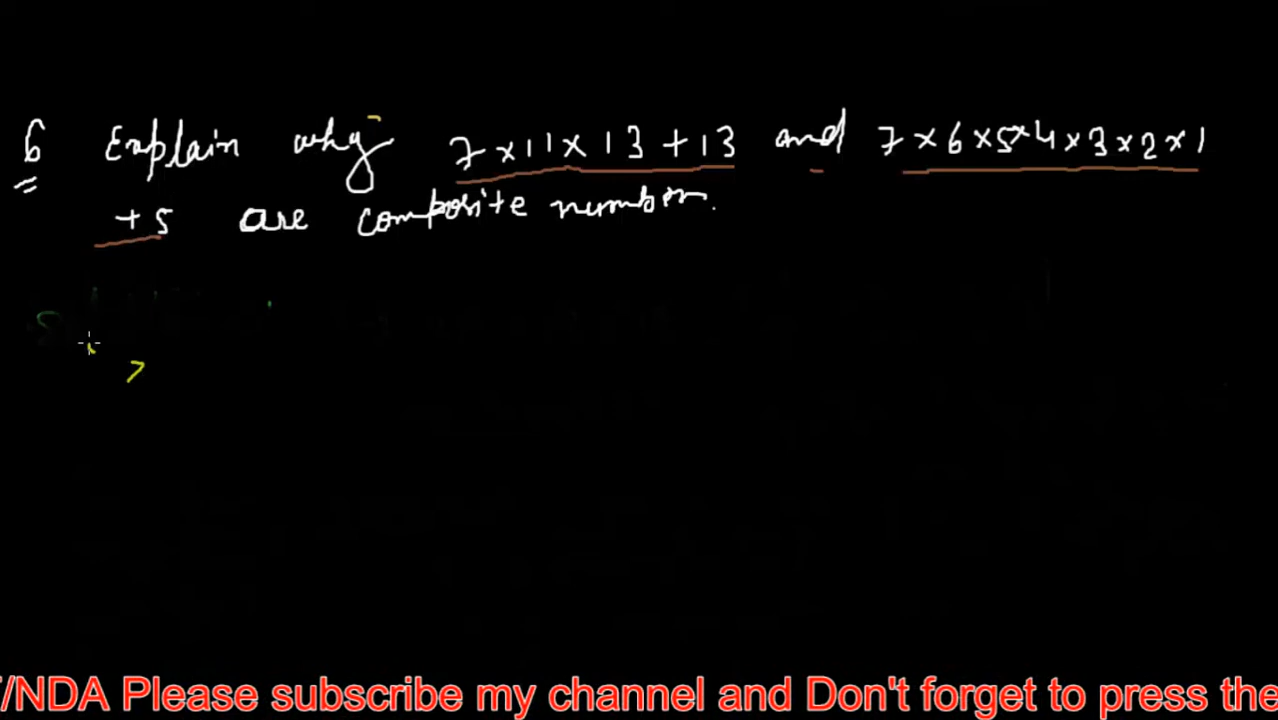 6 Explain why 7×11×13+13 and 7×6×5×4×3×2×1
+5 are composite number.
7
T/NDA Please subscribe my channel and Don't forget to press the